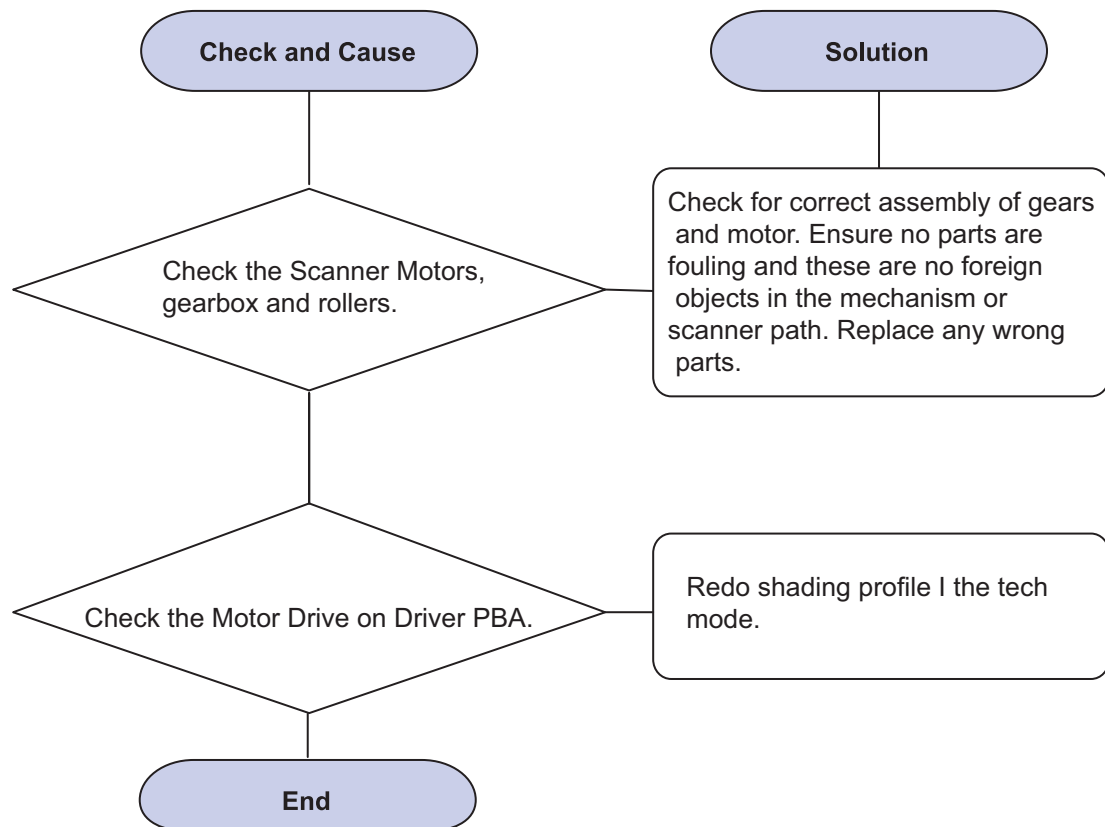 Check and Cause
Solution
Check the Scanner Motors,
gearbox and rollers.
Check for correct assembly of gears
and motor. Ensure no parts are
fouling and these are no foreign
objects in the mechanism or
scanner path. Replace any wrong
parts.
Check the Motor Drive on Driver PBA.
Redo shading profile I the tech
mode.
End